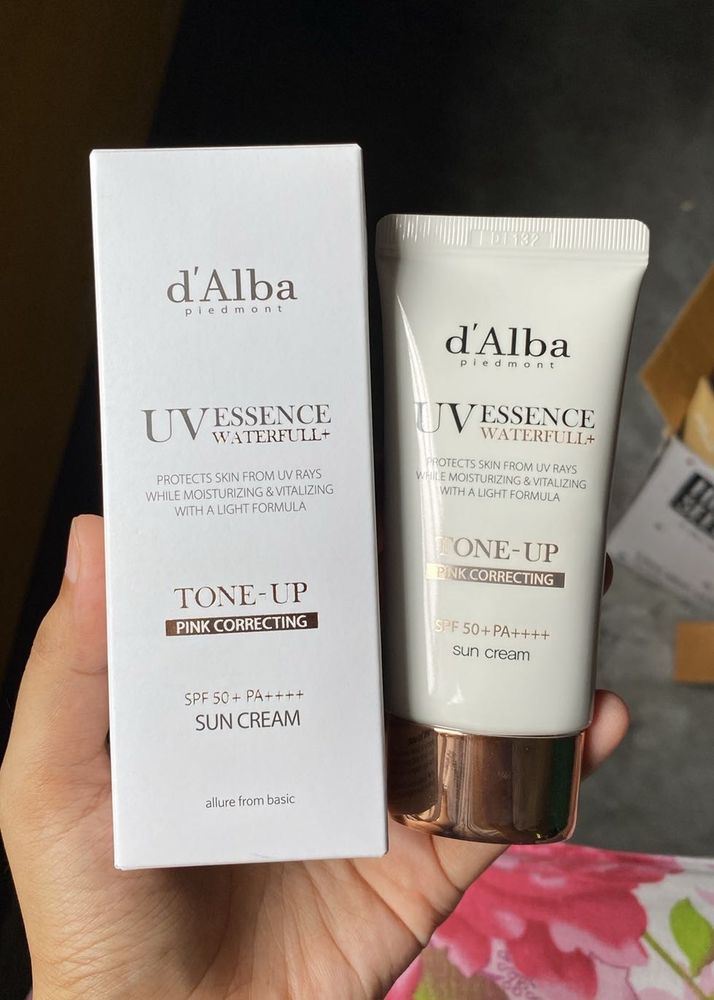 d'Alba
piedmont
UV ESSENCE
WATERFULL+
PROTECTS SKIN FROM UV RAYS
WHILE MOISTURIZING & VITALIZING
WITH A LIGHT FORMULA
TONE-UP
PINK CORRECTING
SPF 50+ PA++++
SUN CREAM
allure from basic
d'Alba
piedmont
UV ESSENCE
WATERFULL+
PROTECTS SKIN FROM UV RAYS
WHILE MOISTURIZING & VITALIZING
WITH A LIGHT FORMULA
TONE-UP
PINK CORRECTING
SPF 50+ PA++++
sun cream